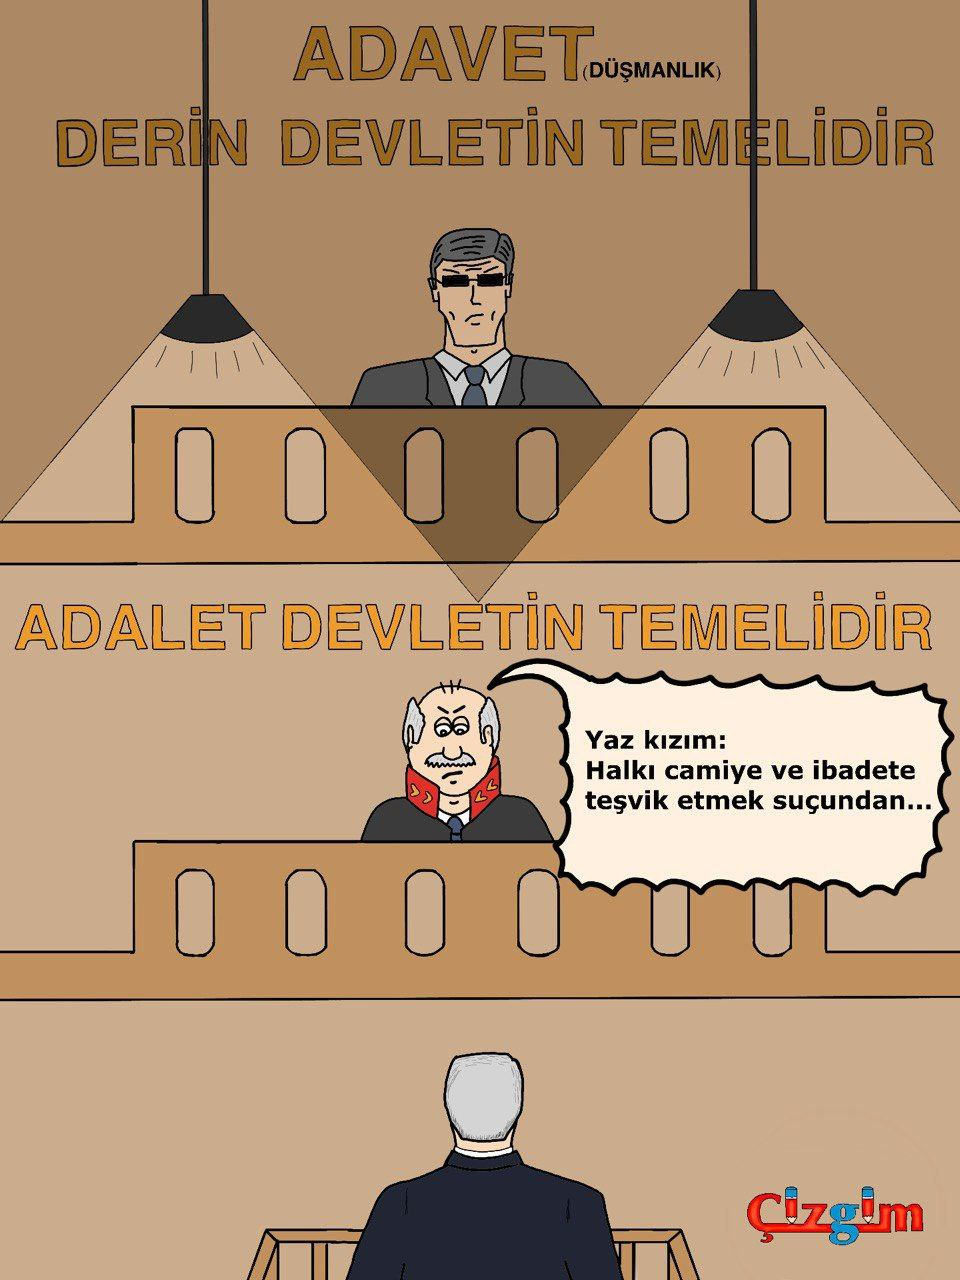 ADAVET (DÜŞMANLIK)
DERİN DEVLETİN TEMELİDİR
ADALET DEVLETİN TEMELİDİR
Yaz kızım:
Halkı camiye ve ibadete
teşvik etmek suçundan...
Çizgim